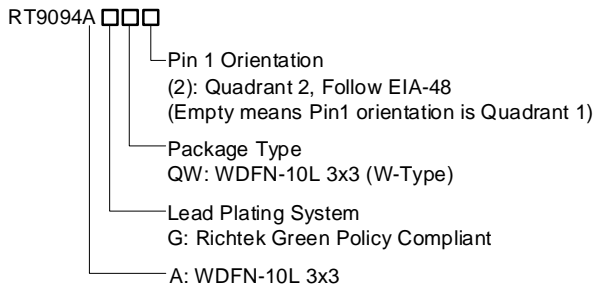 RT9094A
Pin 1 Orientation
(2): Quadrant 2, Follow EIA-48
(Empty means Pin1 orientation is Quadrant 1)
Package Type
QW: WDFN-10L 3x3 (W-Type)
Lead Plating System
G: Richtek Green Policy Compliant
A: WDFN-10L 3x3